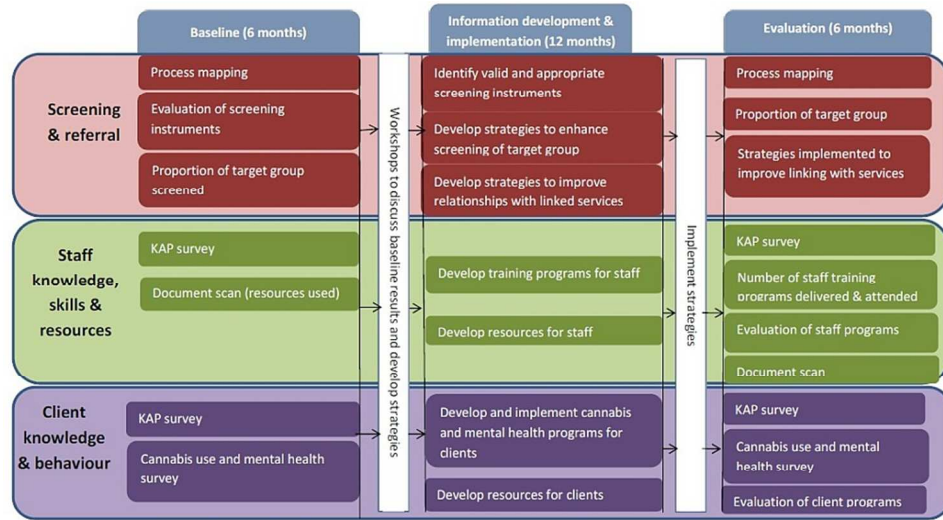 Baseline (6 months)
Information development &
implementation (12 months)
Evaluation (6 months)
Screening
& referral
Process mapping
Evaluation of screening
instruments
Proportion of target group
screened
Workshops to discuss baseline results and develop strategies
Identify valid and appropriate
screening instruments
Develop strategies to enhance
screening of target group
Develop strategies to improve
relationships with linked services
Implement strategies
Process mapping
Proportion of target group
Strategies implemented to
improve linking with services
Staff
knowledge,
skills &
resources
KAP survey
Document scan (resources used)
Develop training programs for staff
Develop resources for staff
KAP survey
Number of staff training
programs delivered & attended
Evaluation of staff programs
Document scan
Client
knowledge
& behaviour
KAP survey
Cannabis use and mental health
survey
Develop and implement cannabis
and mental health programs for
clients
Develop resources for clients
KAP survey
Cannabis use and mental
health survey
Evaluation of client programs